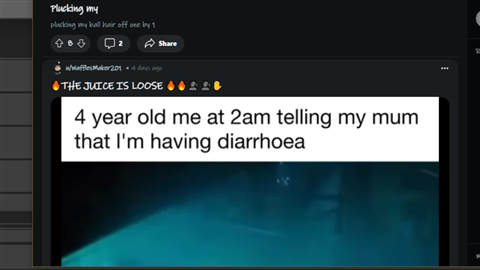 Plucking my
plucking my ball hair off one by 1
8 2 Share
u/WafflesMaker201 • 4 days ago
🔥THE JUICE IS LOOSE 🔥🔥🗣🗣✋
4 year old me at 2am telling my mum
that I'm having diarrhoea